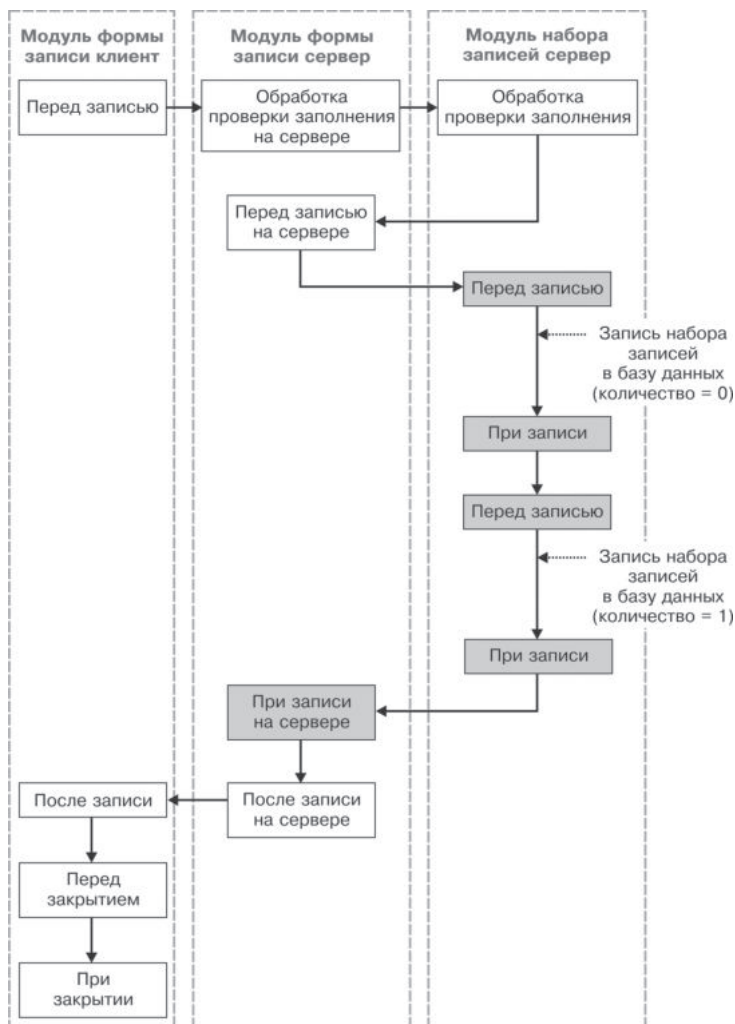 Модуль формы
записи клиент
Модуль формы
записи сервер
Модуль набора
записей сервер
Перед записью
Обработка
проверки заполнения
на сервере
Обработка
проверки заполнения
Перед записью
на сервере
Перед записью
Запись набора
записей
в базу данных
(количество = 0)
При записи
Перед записью
Запись набора
записей
в базу данных
(количество = 1)
При записи
При записи
на сервере
После записи
После записи
на сервере
Перед
закрытием
При
закрытии